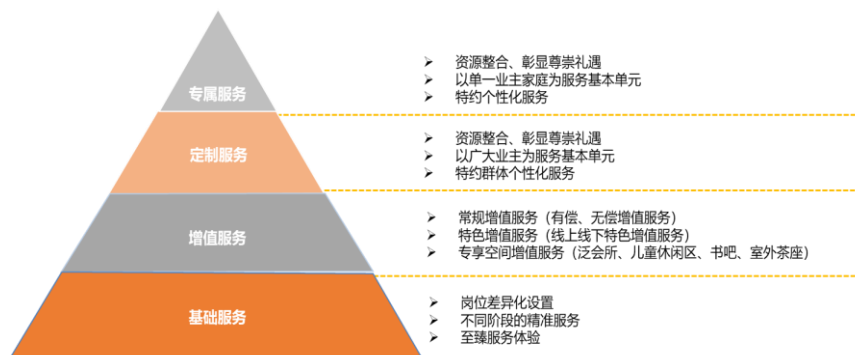 专属服务
➢ 资源整合、彰显尊崇礼遇
➢ 以单一业主家庭为服务基本单元
➢ 特约个性化服务
定制服务
➢ 资源整合、彰显尊崇礼遇
➢ 以广大业主为服务基本单元
➢ 特约群体个性化服务
增值服务
➢ 常规增值服务（有偿、无偿增值服务）
➢ 特色增值服务（线上线下特色增值服务）
➢ 专享空间增值服务（泛会所、儿童休闲区、书吧、室外茶座）
基础服务
➢ 岗位差异化设置
➢ 不同阶段的精准服务
➢ 至臻服务体验